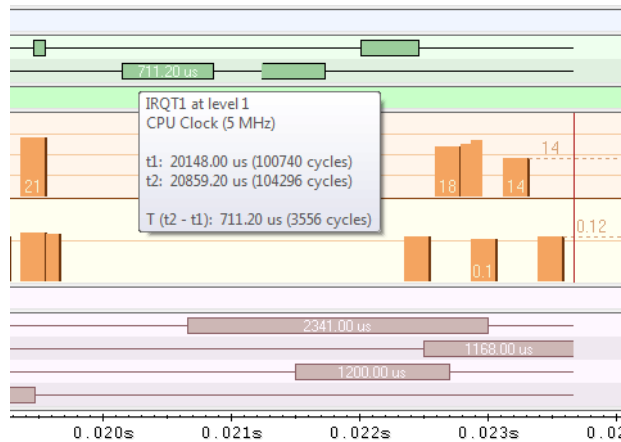 711.20 us
IRQT1 at level 1
CPU Clock (5 MHz)
t1: 20148.00 us (100740 cycles)
t2: 20859.20 us (104296 cycles)
T (t2 - t1): 711.20 us (3556 cycles)
14
21
18
14
0.12
0.1
2341.00 us
1168.00 us
1200.00 us
0.020s 0.021s 0.022s 0.023s